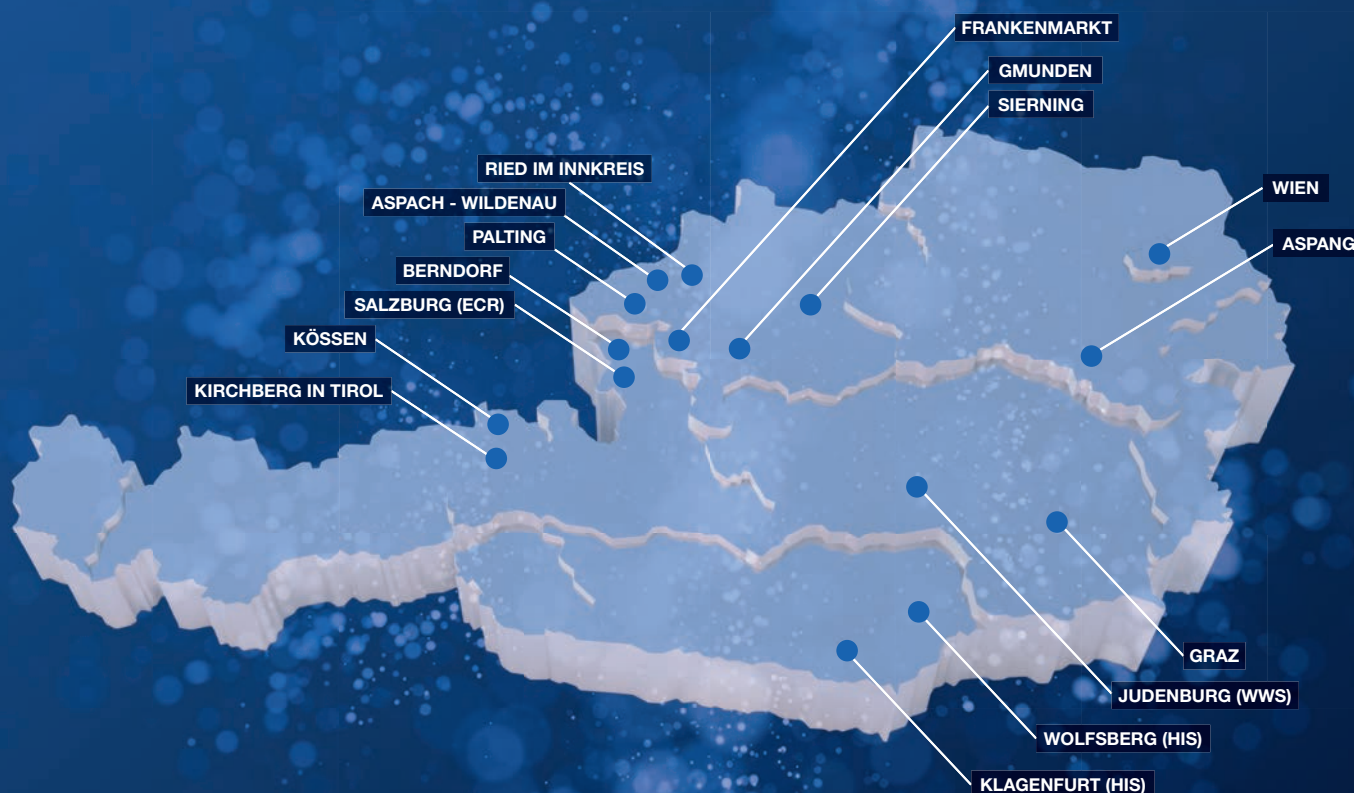 FRANKENMARKT
GMUNDEN
SIERNING
RIED IM INNKREIS
ASPACH - WILDENAU
WIEN
PALTING
ASPANG
BERNDORF
SALZBURG (ECR)
KÖSSEN
KIRCHBERG IN TIROL
GRAZ
JUDENBURG (WWS)
WOLFSBERG (HIS)
KLAGENFURT (HIS)